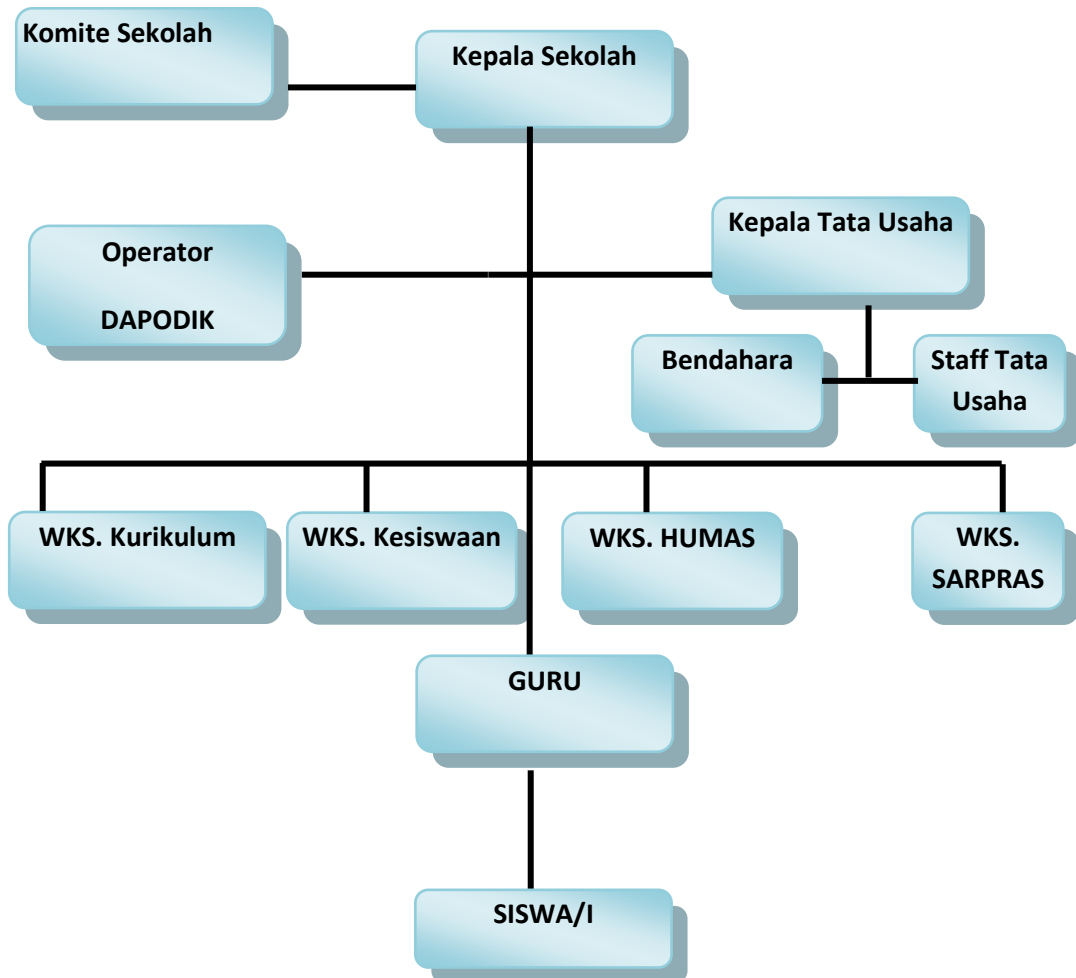 Komite Sekolah
Kepala Sekolah
Operator
DAPODIK
Kepala Tata Usaha
Bendahara
Staff Tata
Usaha
WKS. Kurikulum
WKS. Kesiswaan
WKS. HUMAS
WKS.
SARPRAS
GURU
SISWA/I